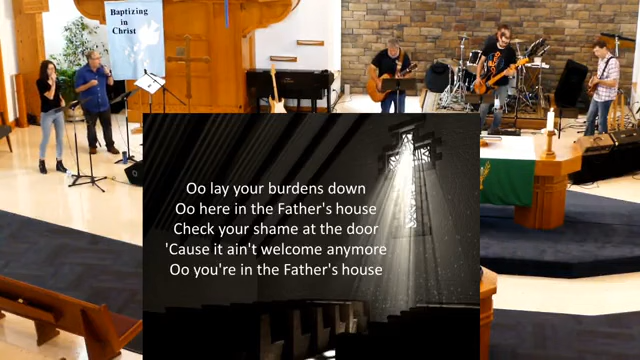 Baptizing
in
Christ
Oo lay your burdens down
Oo here in the Father's house
Check your shame at the door
'Cause it ain't welcome anymore
Oo you're in the Father's house